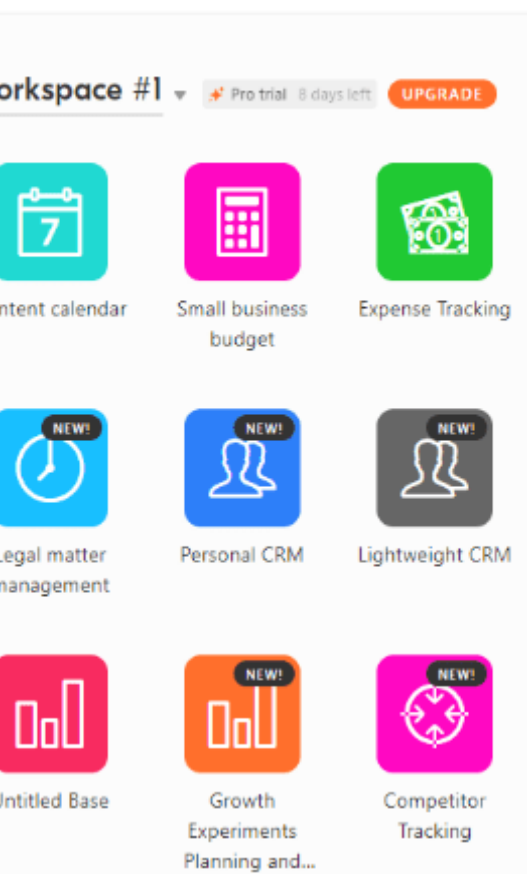 orkspace #1
Pro trial 8 days left
UPGRADE
7
1
ntent calendar
Small business
budget
Expense Tracking
NEW!
NEW!
NEW!
Legal matter
management
Personal CRM
Lightweight CRM
NEW!
NEW!
Untitled Base
Growth
Experiments
Planning and...
Competitor
Tracking